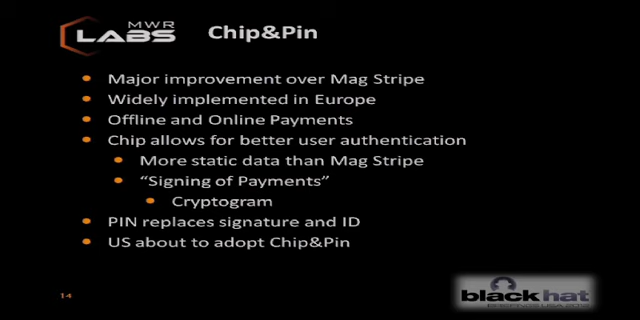 MWR
LABS
Chip&Pin
Major improvement over Mag Stripe
Widely implemented in Europe
Offline and Online Payments
Chip allows for better user authentication
More static data than Mag Stripe
“Signing of Payments”
Cryptogram
PIN replaces signature and ID
US about to adopt Chip&Pin
14
black hat